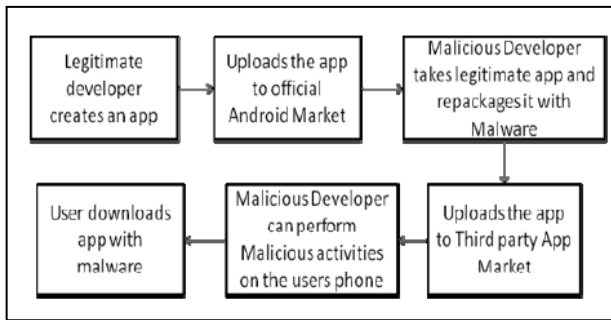 Legitimate
developer
creates an app
Uploads the app
to official
Android Market
Malicious Developer
takes legitimate app and
repackages it with
Malware
Uploads the app
to Third party App
Market
Malicious Developer
can perform
Malicious activities
on the users phone
User downloads
app with
malware